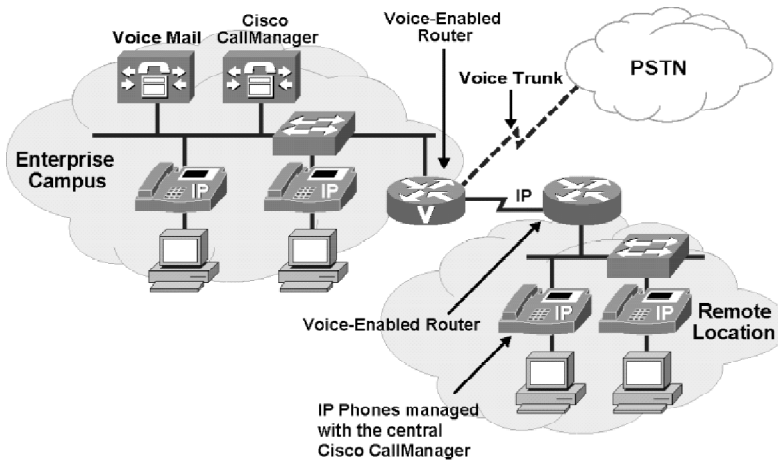 Voice Mail
Cisco
CallManager
Voice-Enabled
Router
Voice Trunk
PSTN
Enterprise
Campus
IP
IP
V
IP
Voice-Enabled Router
IP
IP
Remote
Location
IP Phones managed
with the central
Cisco CallManager